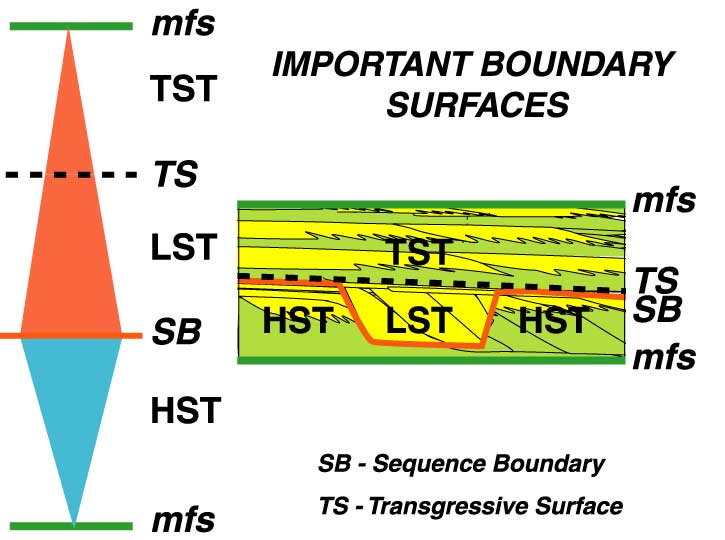 mfs
TST
TS
LST
SB
HST
mfs
IMPORTANT BOUNDARY
SURFACES
mfs
TST
TS
SB
HST LST HST
mfs
SB - Sequence Boundary
TS - Transgressive Surface